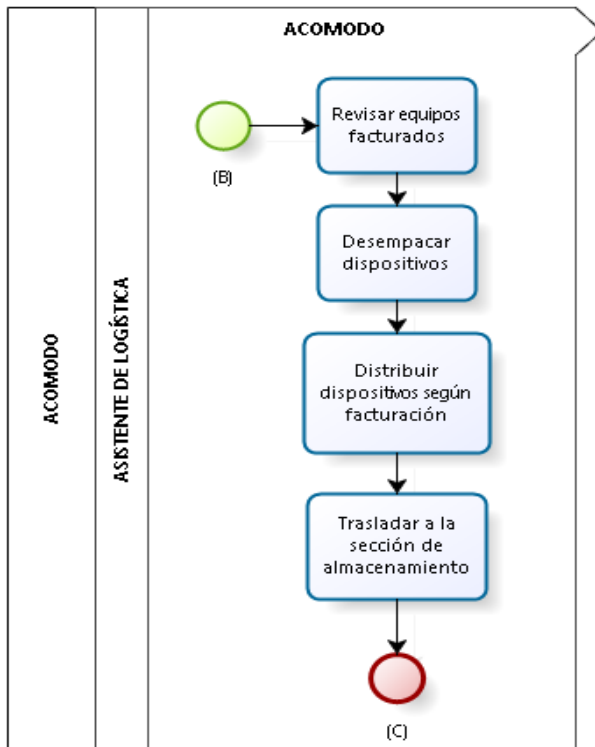 ACOMODO
ACOMODO
ASISTENTE DE LOGÍSTICA
(B)
Revisar equipos
facturados
Desempacar
dispositivos
Distribuir
dispositivos según
facturación
Trasladar a la
sección de
almacenamiento
(C)